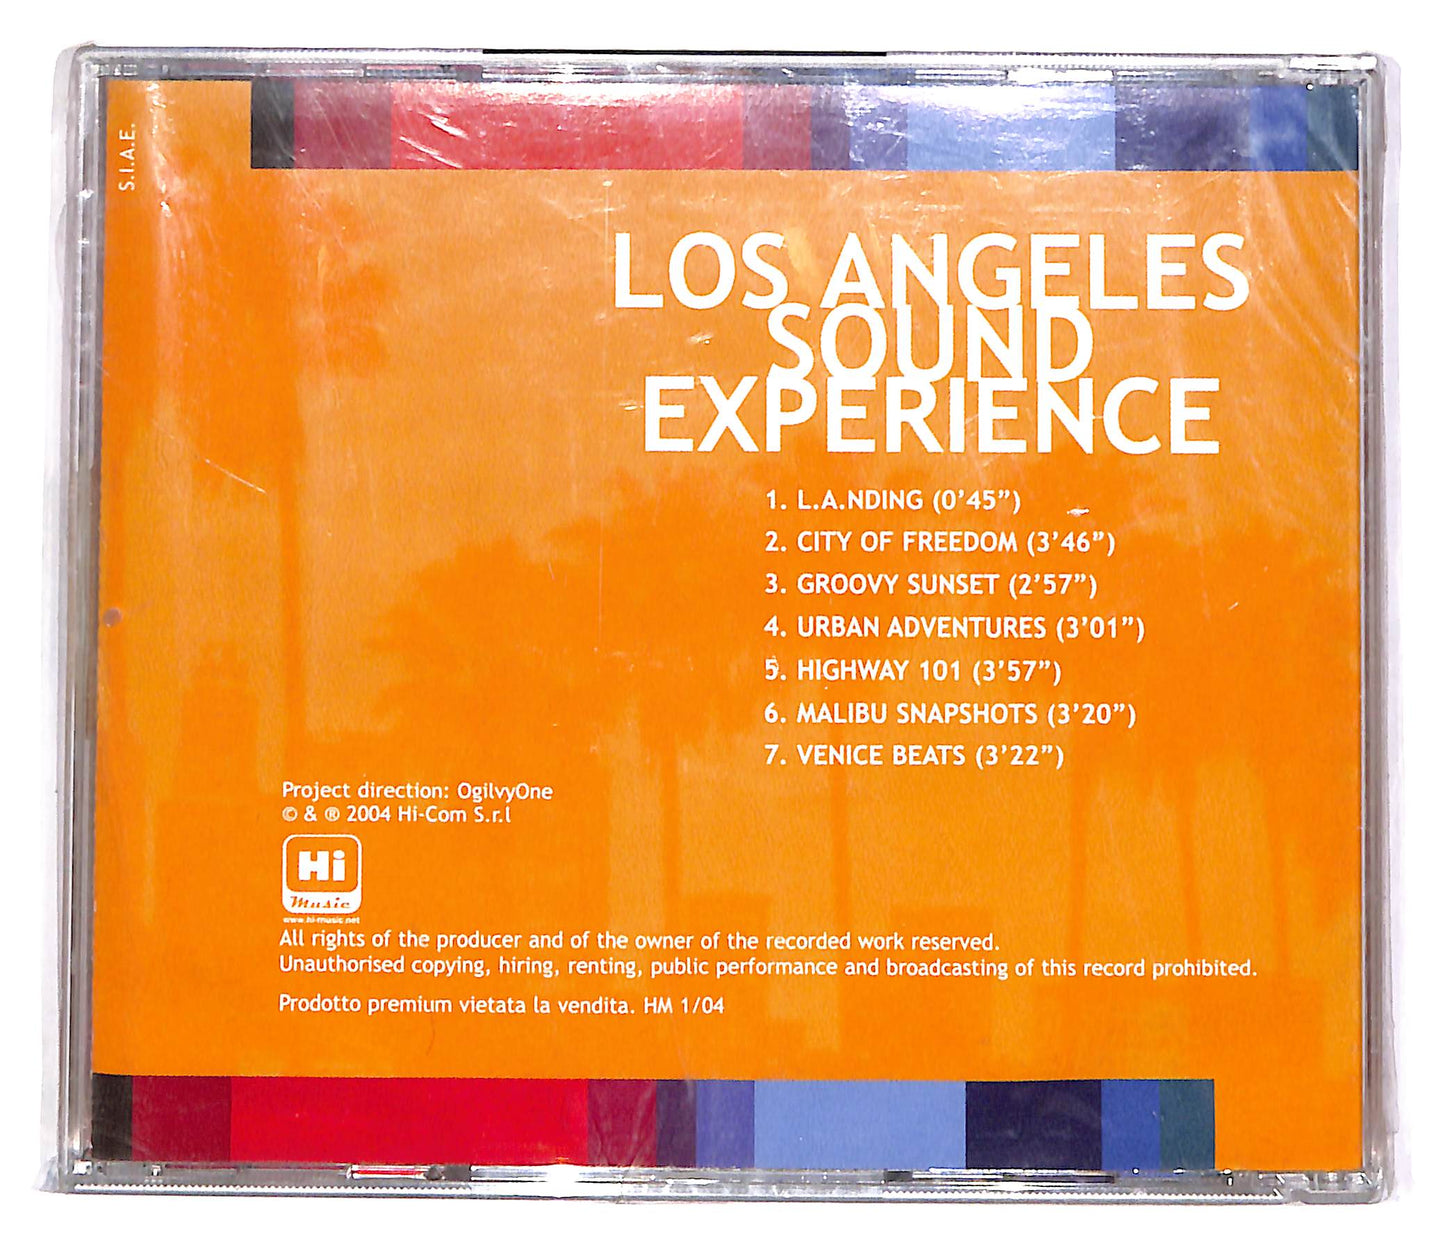 S.I.A.E.
LOS ANGELES
SOUND
EXPERIENCE
1. L.A.NDING (0'45")
2. CITY OF FREEDOM (3'46")
3. GROOVY SUNSET (2'57")
4. URBAN ADVENTURES (3'01")
5. HIGHWAY 101 (3'57")
6. MALIBU SNAPSHOTS (3'20")
7. VENICE BEATS (3'22")
Project direction: OgilvyOne
© & ® 2004 Hi-Com S.r.l
Hi
Music
www.hi-music.net
All rights of the producer and of the owner of the recorded work reserved.
Unauthorised copying, hiring, renting, public performance and broadcasting of this record prohibited.
Prodotto premium vietata la vendita. HM 1/04